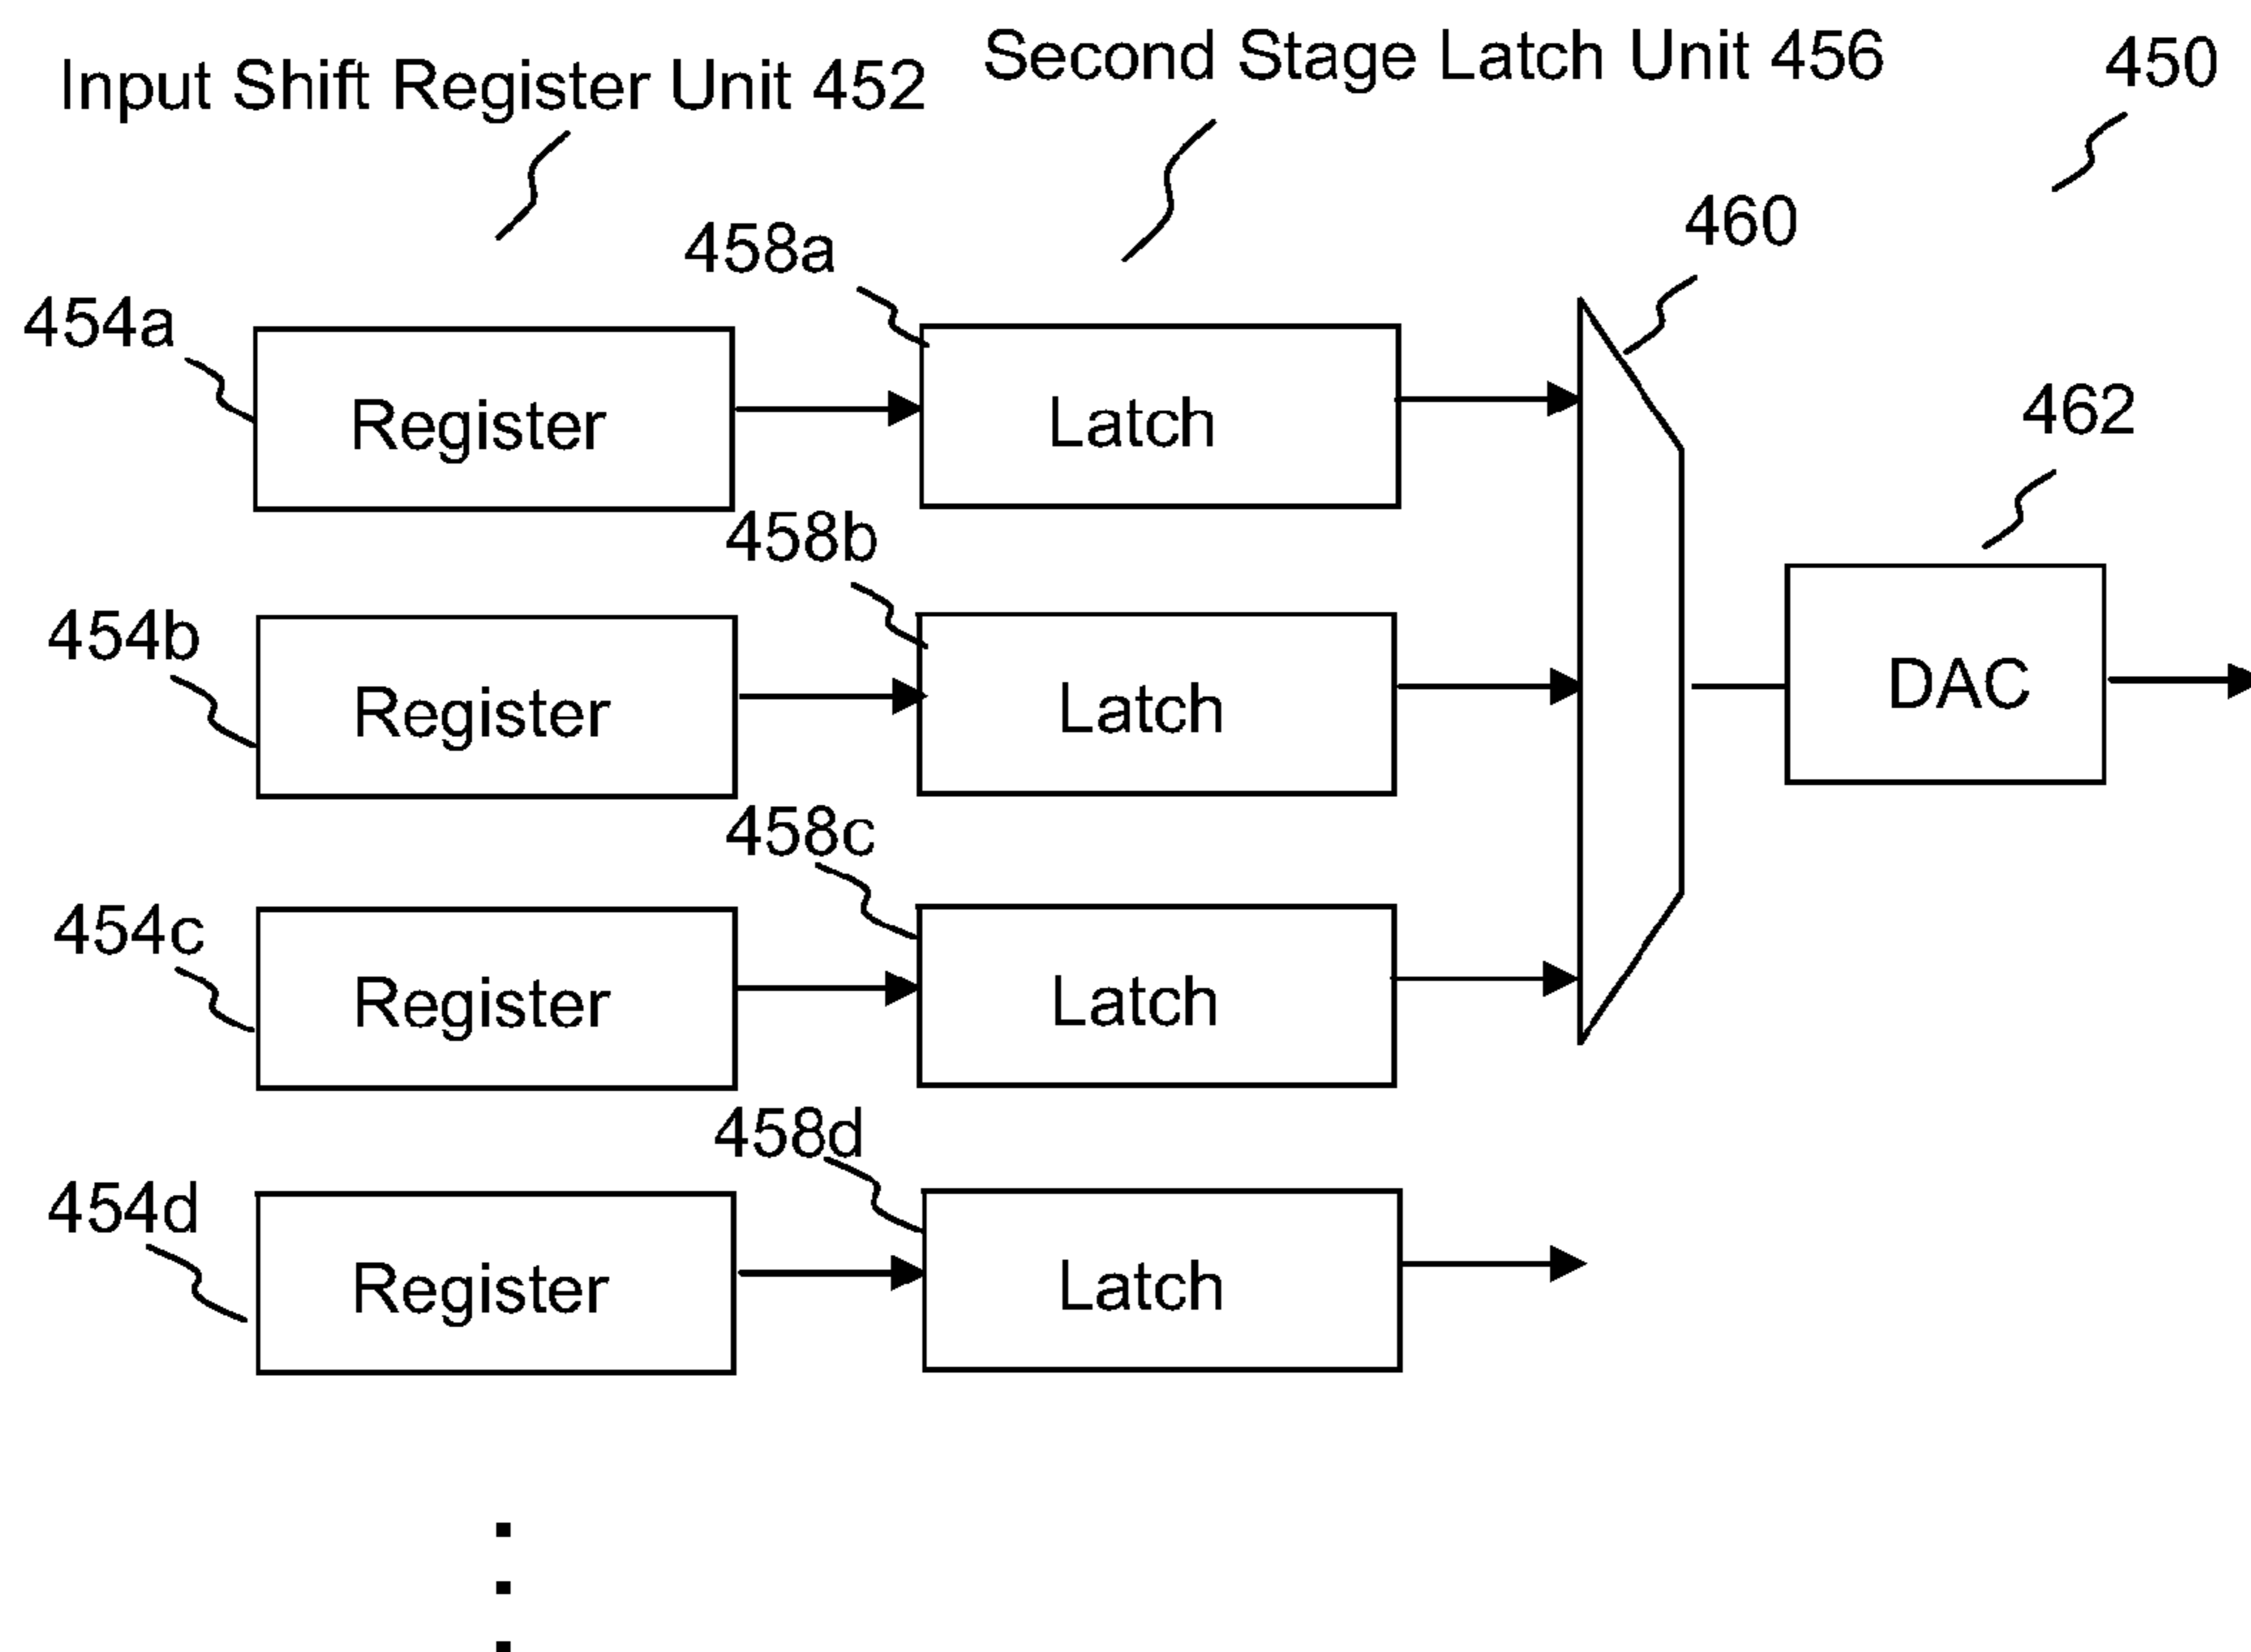 Input Shift Register Unit 452
Second Stage Latch Unit 456
450
460
458a
454a
Register
Latch
462
458b
454b
Register
Latch
DAC
458c
454c
Register
Latch
458d
454d
Register
Latch